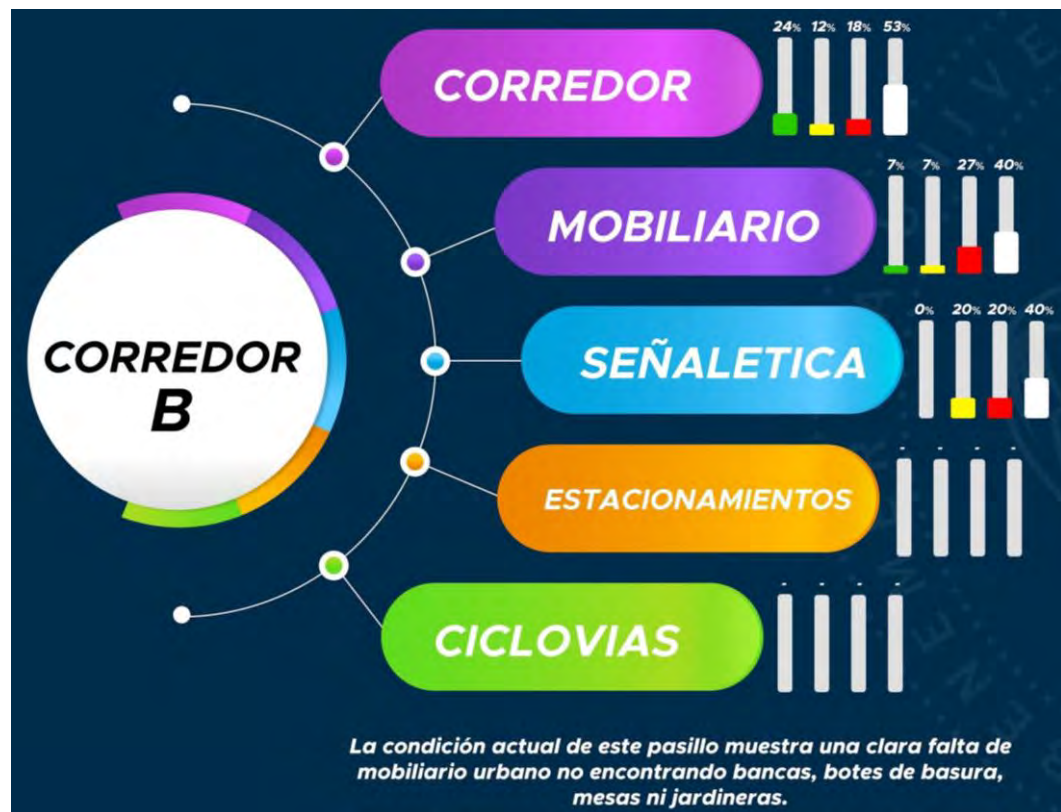 24% 12% 18% 53%
CORREDOR
7% 7% 27% 40%
MOBILIARIO
0% 20% 20% 40%
SEÑALETICA
CORREDOR
B
- - - -
ESTACIONAMIENTOS
- - - -
CICLOVIAS
La condición actual de este pasillo muestra una clara falta de
mobiliario urbano no encontrando bancas, botes de basura,
mesas ni jardineras.